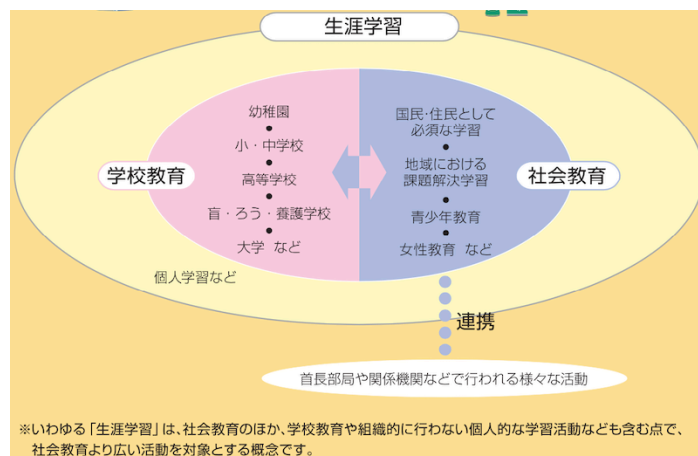 生涯学習
幼稚園
小・中学校
高等学校
盲・ろう・養護学校
大学 など
学校教育
個人学習など
国民・住民として
必須な学習
地域における
課題解決学習
青少年教育
女性教育 など
社会教育
連携
首長部局や関係機関などで行われる様々な活動
※いわゆる「生涯学習」は、社会教育のほか、学校教育や組織的に行わない個人的な学習活動なども含む点で、
社会教育より広い活動を対象とする概念です。